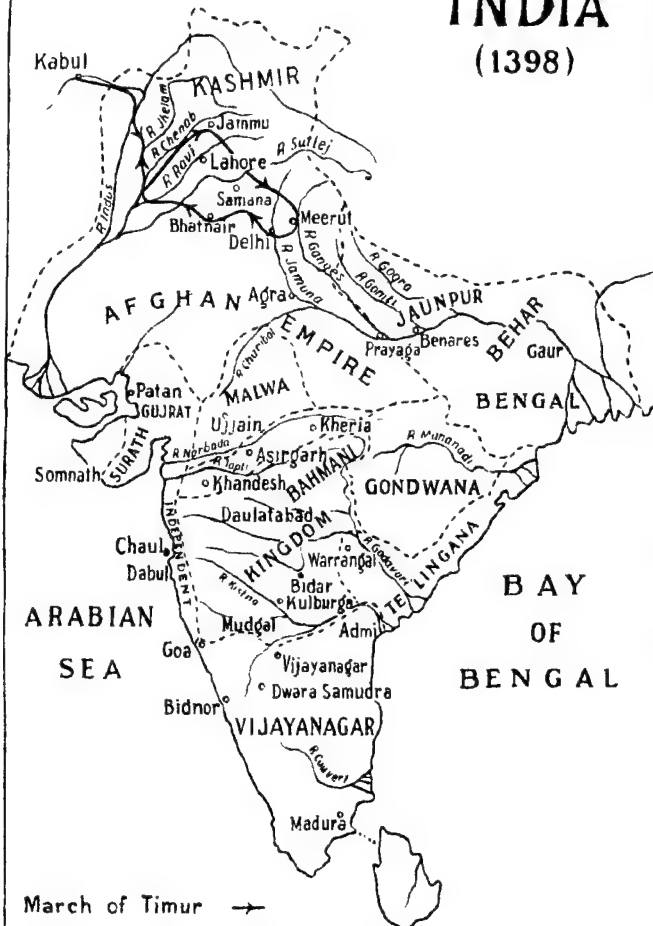 INDIA
(1398)
Kabul
KASHMIR
R Jhelam
R Chenab
Jammu
R Ravi
Lahore
R Sutlej
R Indus
Samana
Bhatnair
Delhi
Meerut
R Ganges
R Jamuna
R Gogra
R Gomti
AFGHAN
Agra
EMPIRE
JAUNPUR
Prayaga
Benares
BEHAR
Gaur
R Chambal
Patan
GUJRAT
MALWA
BENGAL
Ujjain
Kheria
SURATH
Somnath
R Narbada
R Tapti
Asirgarh
R Mahanadi
Khandesh
BAHMANI
GONDWANA
Daulatabad
INDEPENDENT
KINGDOM
Chaul
Dabul
Warrangal
R Godavari
TELINGANA
Bidar
R Kistna
Kulburga
ARABIAN
SEA
BAY
OF
BENGAL
Mudgal
Goa
Vijayanagar
Dwara Samudra
Bidnor
VIJAYANAGAR
R Cauveri
Madura
March of Timur